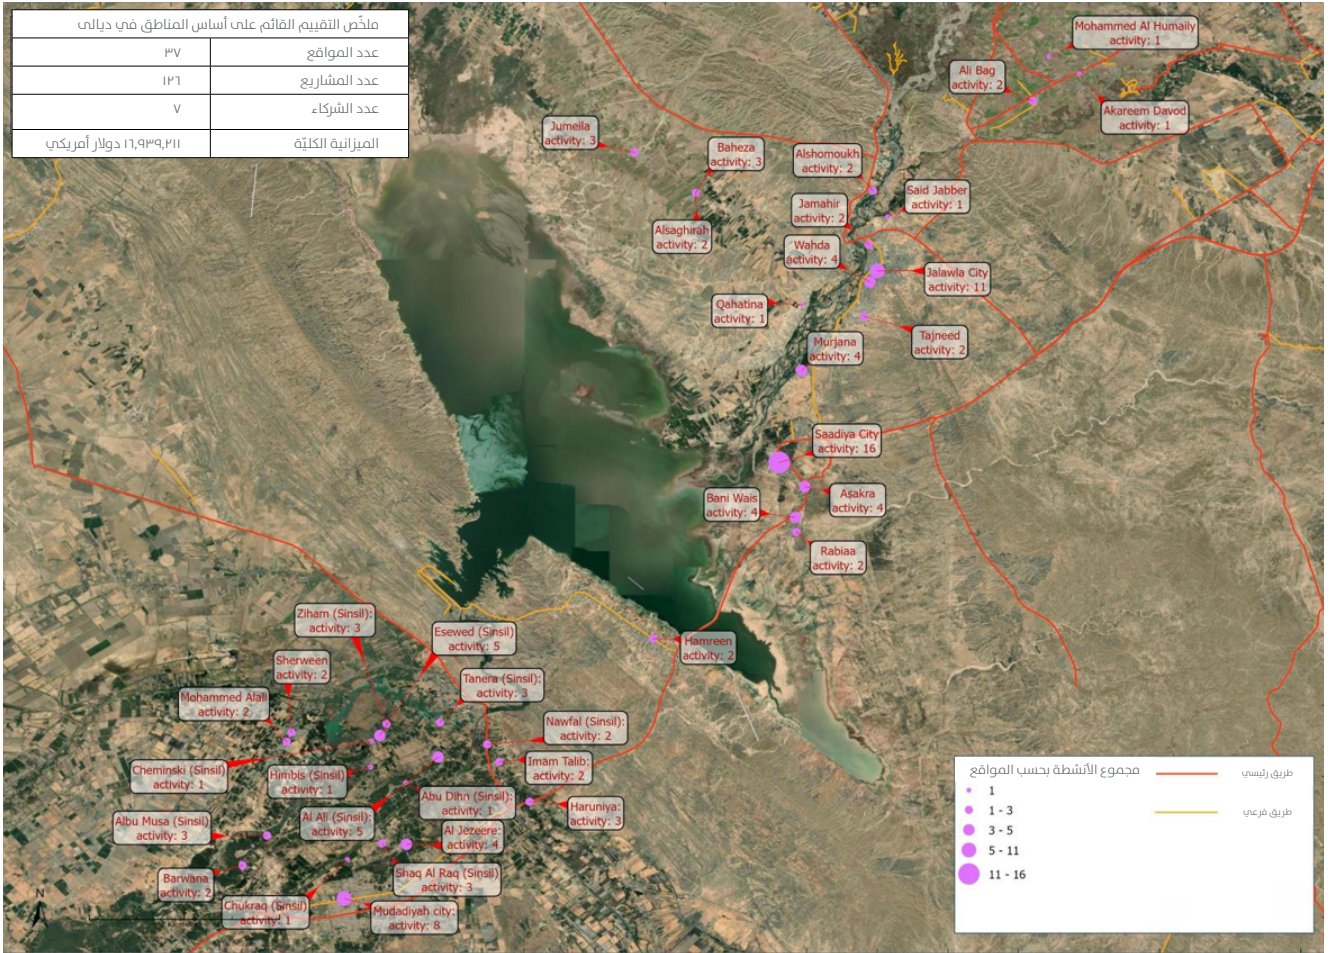 ملخّص التقييم القائم على أساس المناطق في ديالى
عدد المواقع ٣٧
عدد المشاريع ١٢٦
عدد الشركاء ٧
الميزانية الكليّة ١٦,٩٣٩,٢١١ دولار أمريكي
Mohammed Al Humaily
activity: 1
Ali Bag
activity: 2
Akareem Davod
activity: 1
Jumeila
activity: 3
Baheza
activity: 3
Alshomoukh
activity: 2
Said Jabber
activity: 1
Jamahir
activity: 2
Alsaghirah
activity: 2
Wahda
activity: 4
Jalawla City
activity: 11
Qahatina
activity: 1
Tajneed
activity: 2
Murjana
activity: 4
Saadiya City
activity: 16
Asakra
activity: 4
Bani Wais
activity: 4
Rabiaa
activity: 2
Hamreen
activity: 2
Ziham (Sinsil):
activity: 3
Esewed (Sinsil)
activity: 5
Sherween
activity: 2
Tanera (Sinsil):
activity: 3
Mohammed Alali
activity: 2
Nawfal (Sinsil):
activity: 2
Imam Talib:
activity: 2
Cheminski (Sinsil)
activity: 1
Himbis (Sinsil)
activity: 1
Abu Dihn (Sinsil):
activity: 1
Haruniya:
activity: 3
Albu Musa (Sinsil)
activity: 3
Al Ali (Sinsil):
activity: 5
Al Jezeere:
activity: 4
Shaq Al Raq (Sinsil)
activity: 3
Barwana
activity: 2
Chukraq (Sinsil)
activity: 1
Mudadiyah city:
activity: 8
N
مجموع الأنشطة بحسب المواقع
1
1 - 3
3 - 5
5 - 11
11 - 16
طريق رئيسي
طريق فرعي